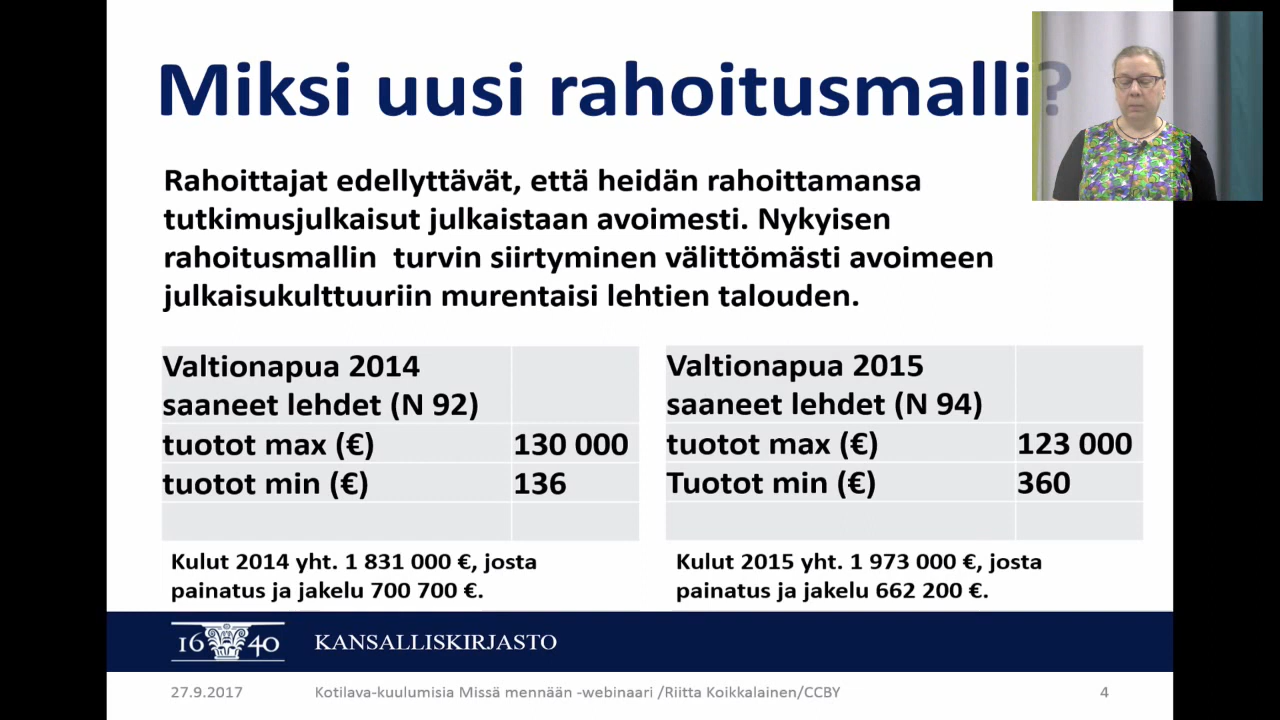 Miksi uusi rahoitusmalli?
Rahoittajat edellyttävät, että heidän rahoittamansa
tutkimusjulkaisut julkaistaan avoimesti. Nykyisen
rahoitusmallin turvin siirtyminen välittömästi avoimeen
julkaisukulttuuriin murentaisi lehtien talouden.
Valtionapua 2014
saaneet lehdet (N 92)
tuotot max (€) 130 000
tuotot min (€) 136
Kulut 2014 yht. 1 831 000 €, josta
painatus ja jakelu 700 700 €.
Valtionapua 2015
saaneet lehdet (N 94)
tuotot max (€) 123 000
Tuotot min (€) 360
Kulut 2015 yht. 1 973 000 €, josta
painatus ja jakelu 662 200 €.
16 40 KANSALLISKIRJASTO
27.9.2017 Kotilava-kuulumisia Missä mennään -webinaari /Riitta Koikkalainen/CCBY 4